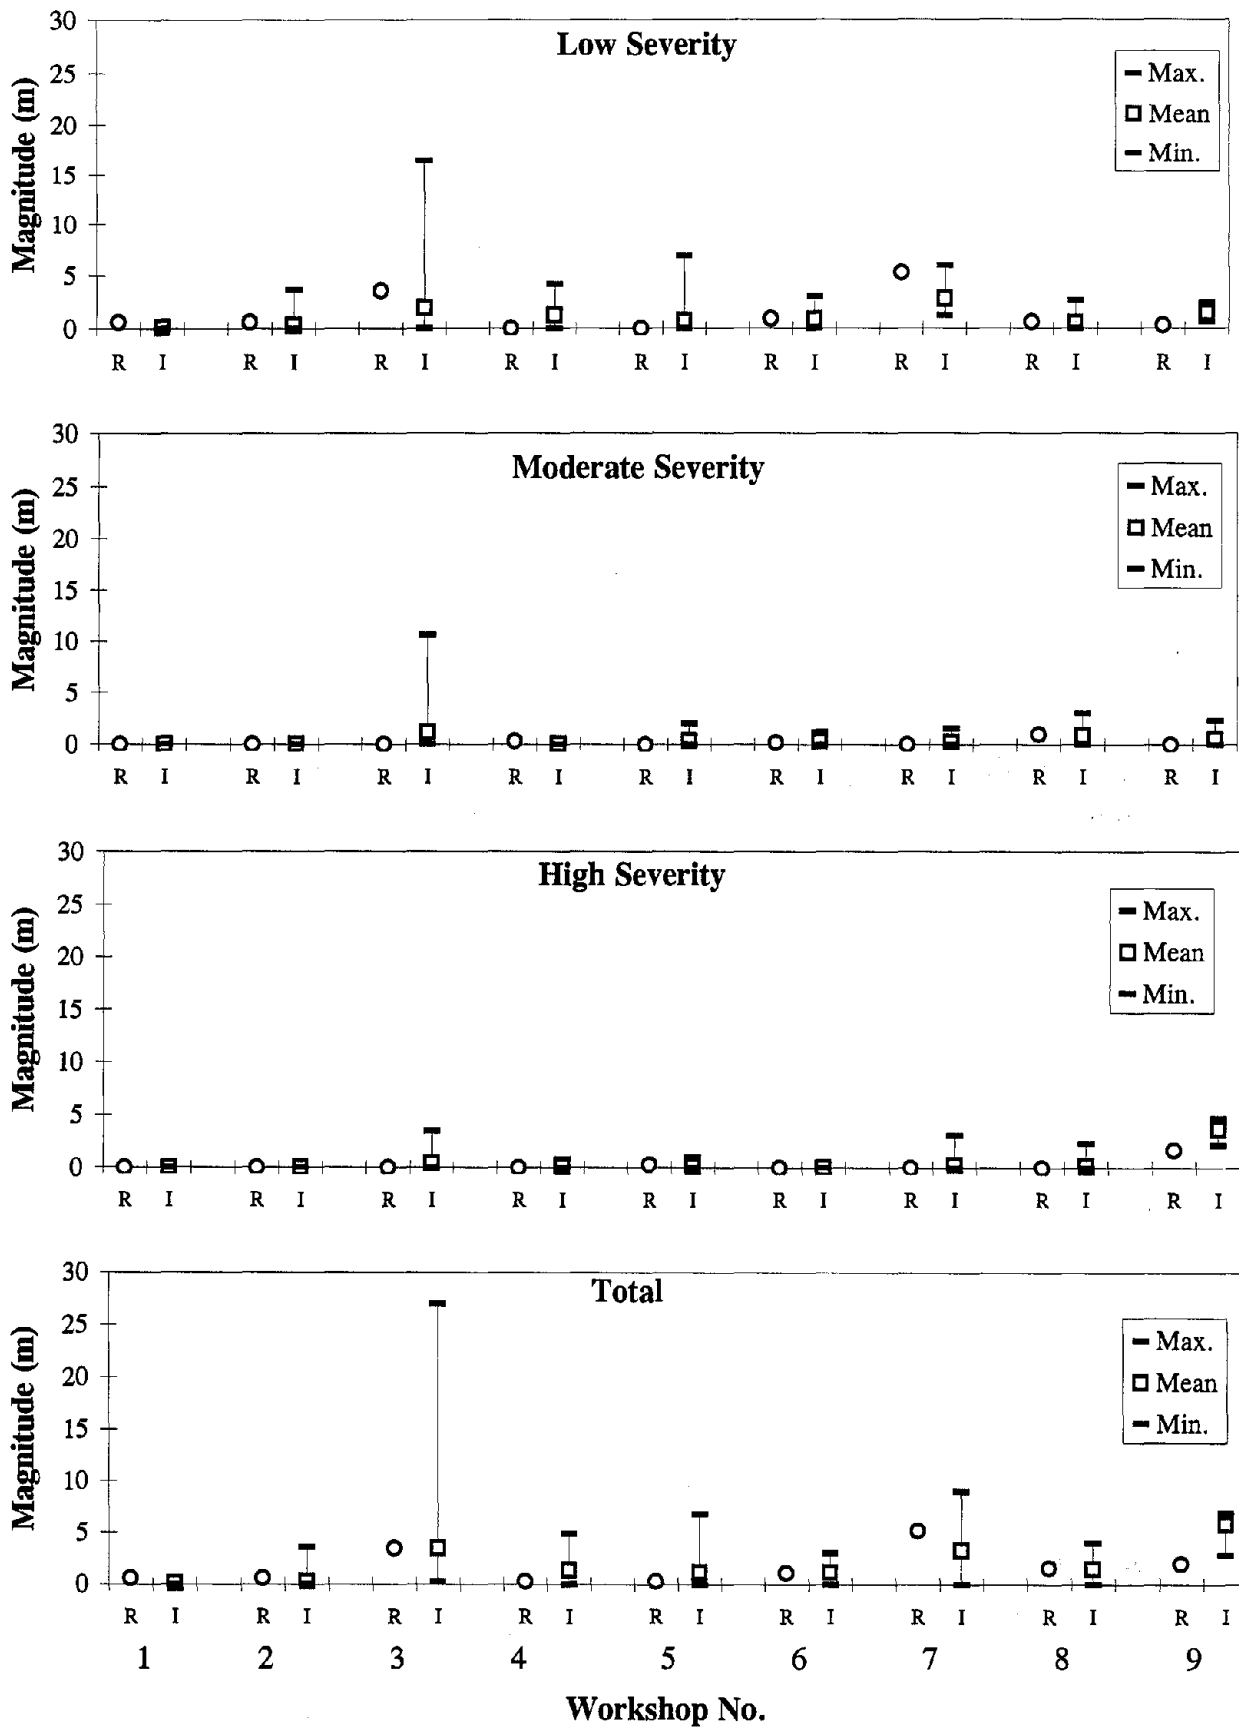 Low Severity
Magnitude (m)
30
25
20
15
10
5
0
Max.
Mean
Min.
R I R I R I R I R I R I R I R I R I
Moderate Severity
Magnitude (m)
30
25
20
15
10
5
0
Max.
Mean
Min.
R I R I R I R I R I R I R I R I R I
High Severity
Magnitude (m)
30
25
20
15
10
5
0
Max.
Mean
Min.
R I R I R I R I R I R I R I R I R I
Total
Magnitude (m)
30
25
20
15
10
5
0
Max.
Mean
Min.
R I R I R I R I R I R I R I R I R I
1 2 3 4 5 6 7 8 9
Workshop No.